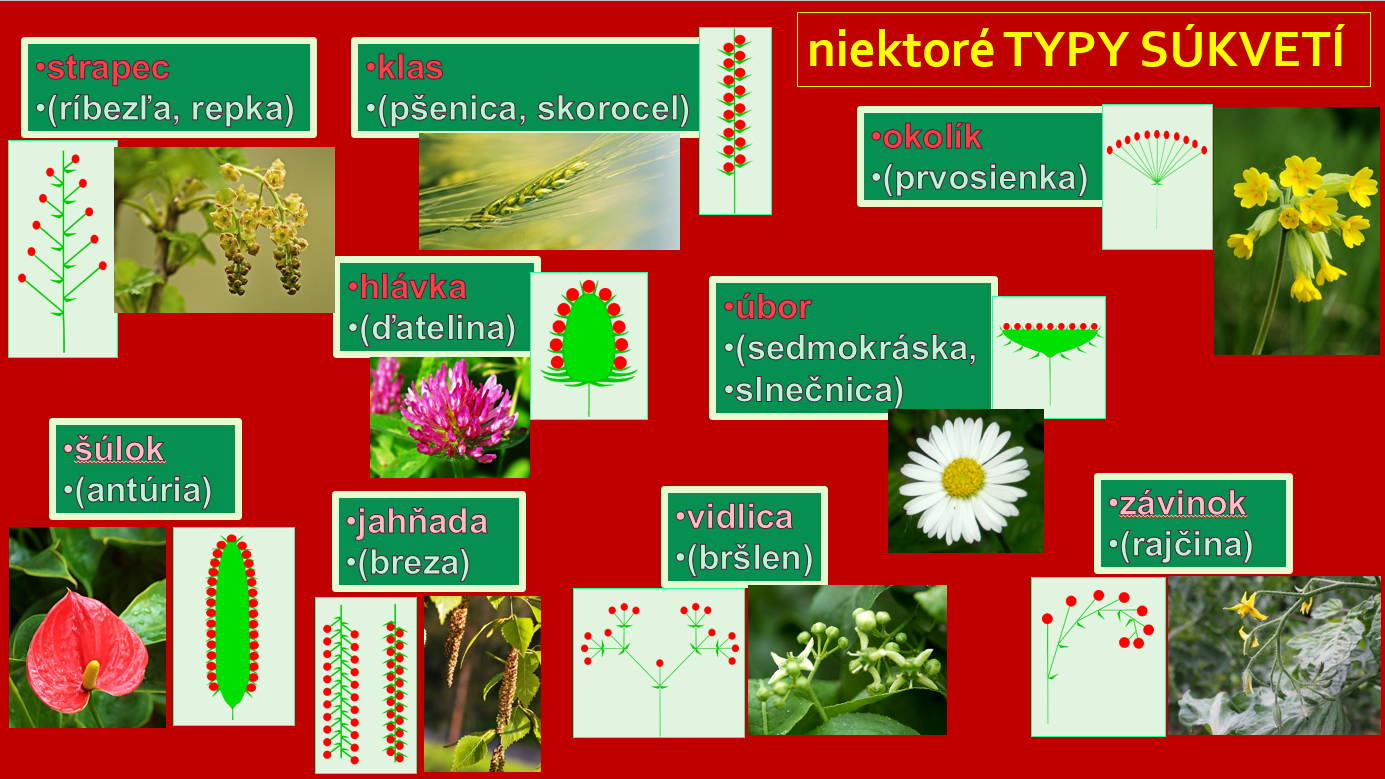 niektoré TYPY SÚKVETÍ
•strapec
•(ríbezľa, repka)
•klas
•(pšenica, skorocel)
•okolík
•(prvosienka)
•hlávka
•(ďatelina)
•úbor
•(sedmokráska,
•slnečnica)
•šúlok
•(antúria)
•jahňada
•(breza)
•vidlica
•(bršlen)
•závinok
•(rajčina)